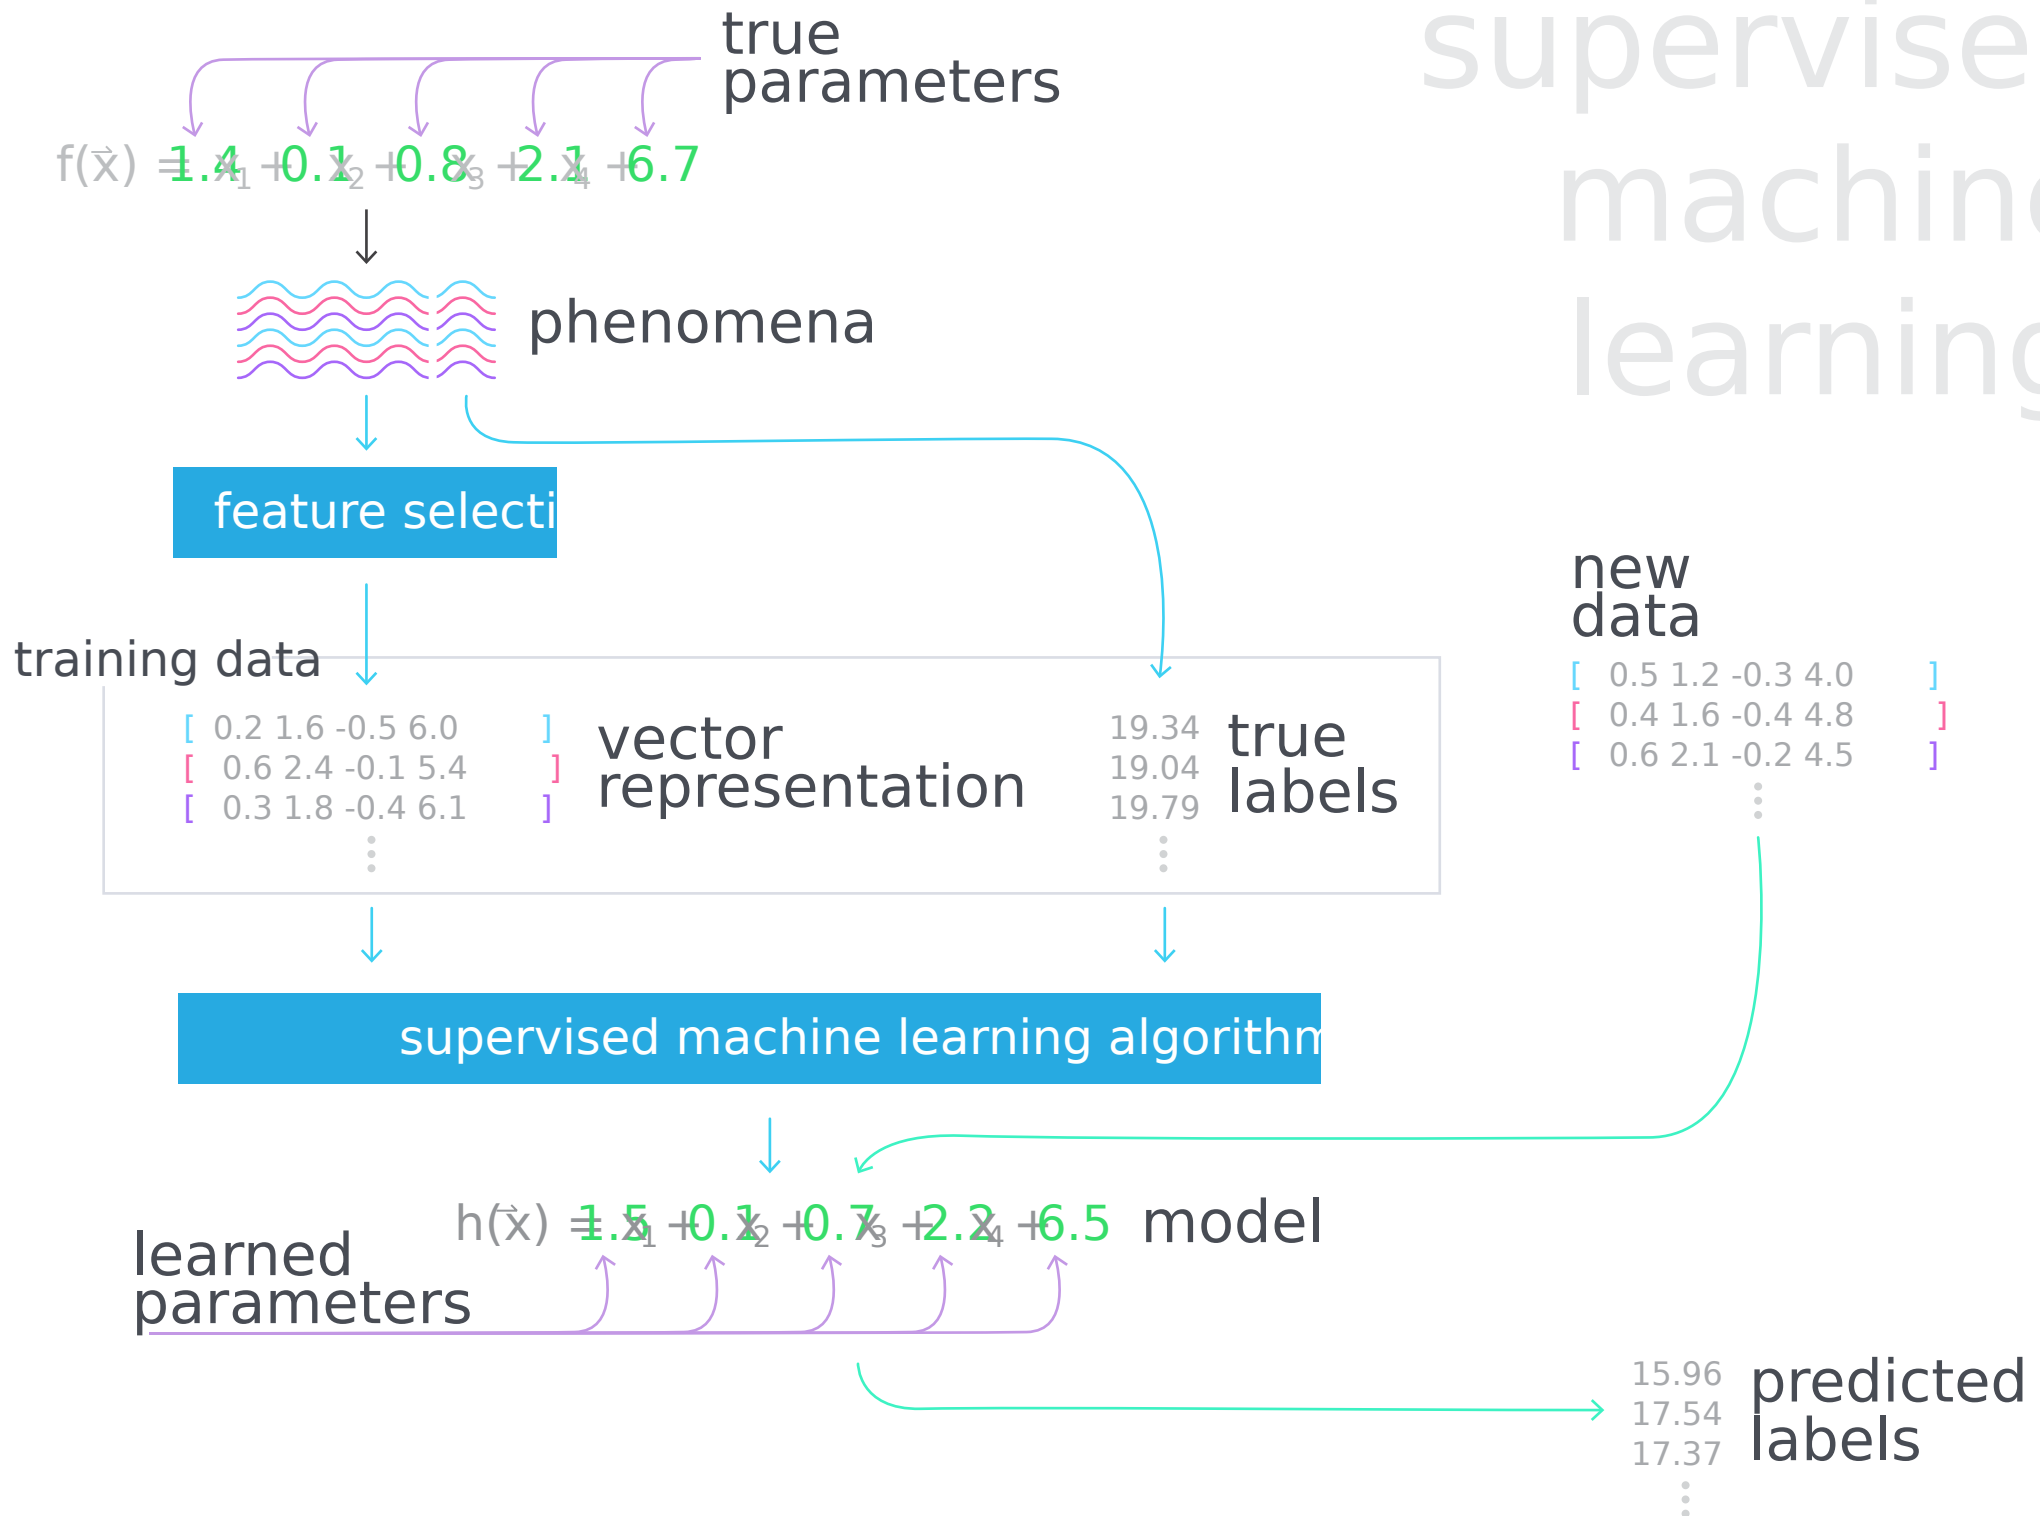 supervise
machin
learning
true
parameters
f(x⃗) = 1.4x₁ + 0.1x₂ + 0.8x₃ + 2.1x₄ + 6.7
phenomena
feature selecti
training data
[ 0.2 1.6 -0.5 6.0 ]
[ 0.6 2.4 -0.1 5.4 ]
[ 0.3 1.8 -0.4 6.1 ]
vector
representation
19.34
19.04
19.79
true
labels
new
data
[ 0.5 1.2 -0.3 4.0 ]
[ 0.4 1.6 -0.4 4.8 ]
[ 0.6 2.1 -0.2 4.5 ]
supervised machine learning algorithm
h(x⃗) = 1.5x₁ + 0.1x₂ + 0.7x₃ + 2.2x₄ + 6.5
model
learned
parameters
15.96
17.54
17.37
predicted
labels